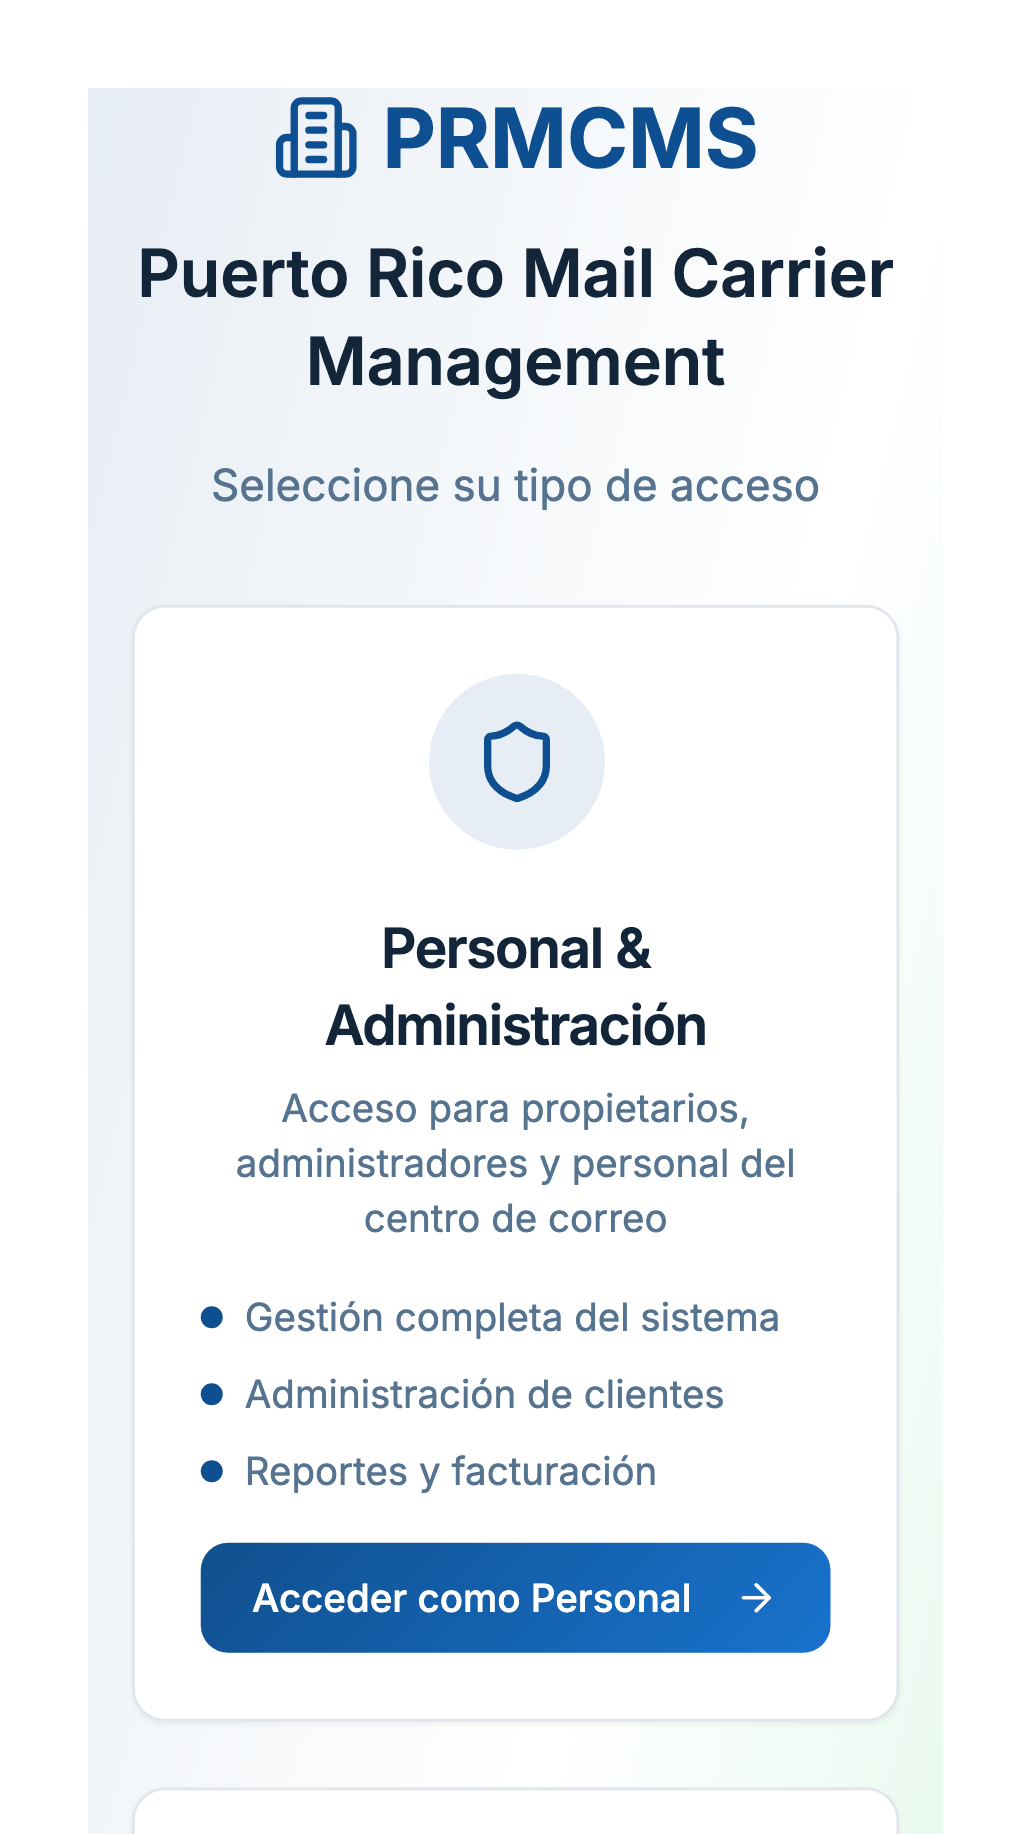 PRMCMS
Puerto Rico Mail Carrier
Management
Seleccione su tipo de acceso
Personal &
Administración
Acceso para propietarios,
administradores y personal del
centro de correo
Gestión completa del sistema
Administración de clientes
Reportes y facturación
Acceder como Personal